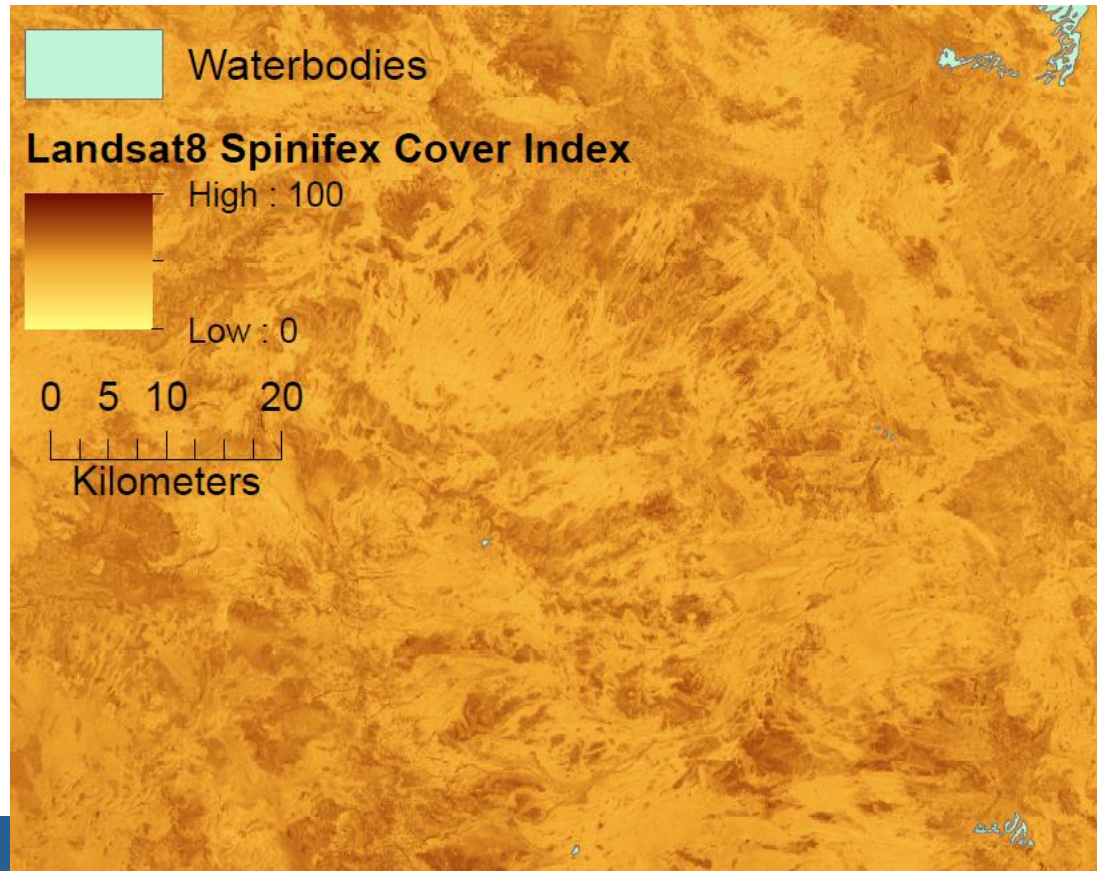 Waterbodies
Landsat8 Spinifex Cover Index
High : 100
Low : 0
0 5 10 20
Kilometers